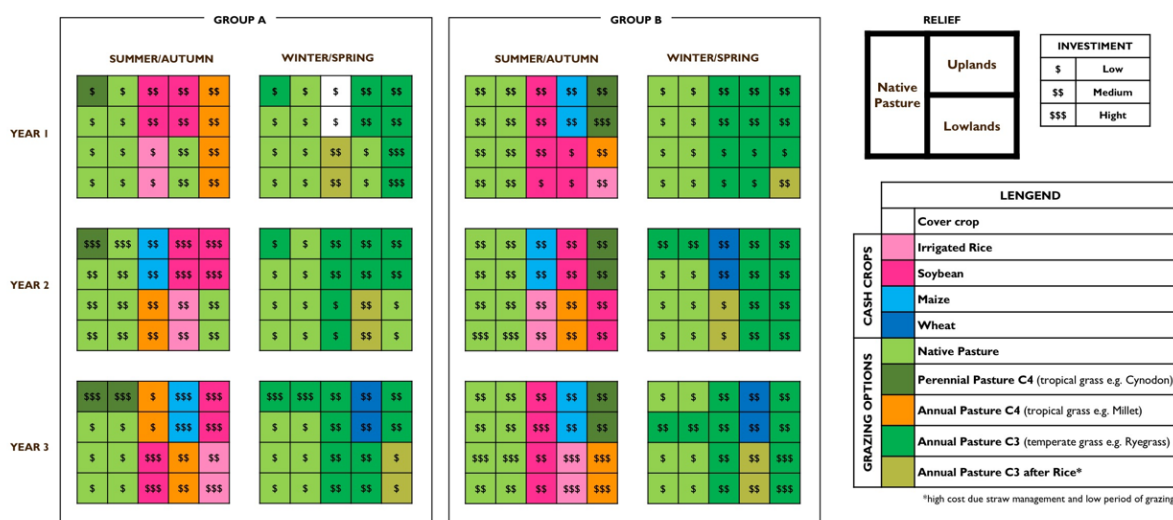 GROUP A
GROUP B
SUMMER/AUTUMN
WINTER/SPRING
SUMMER/AUTUMN
WINTER/SPRING
YEAR 1
$ $ $$ $$ $$
$ $ $$ $$ $
$ $ $ $$ $$
$ $ $ $$ $$
$ $ $ $$ $$
$ $ $ $$ $$
$ $ $$ $ $$$
$ $ $$ $ $$$
$$ $$ $$ $$ $$
$$ $$ $$ $$ $$$
$$ $$ $$ $ $$
$$ $$ $ $ $$
$$ $$ $$ $$ $$
$ $ $$ $$ $$
$ $ $ $ $
$ $ $ $ $$
YEAR 2
$$$ $$$ $$ $$$ $$$
$$ $$ $$ $$$ $$$
$$ $$ $$ $$ $$
$$ $$ $$ $$ $$
$ $ $$ $$ $$
$ $ $$ $$ $$
$ $ $ $$ $
$ $ $ $$ $
$$ $$ $$ $$ $$
$$ $$ $$ $$ $$
$$ $$ $$ $$ $$
$$$ $$$ $$ $$ $$
$$ $$ $$ $$ $$
$ $ $$ $$ $$
$ $ $ $$ $$
$ $ $ $$ $$
YEAR 3
$$$ $$$ $ $$$ $$$
$ $ $ $$$ $$$
$ $ $$$ $$ $$
$ $ $$$ $$ $$$
$$$ $$$ $$ $$ $$
$ $ $$ $$ $$
$ $ $$ $$ $
$ $ $$ $$ $
$$ $$ $$$ $$ $$
$$ $$ $$$ $$ $$
$$$ $$$ $$ $$$ $$$
$$ $$ $$ $$$ $$$
$ $ $$ $$ $$
$$ $$ $$ $$ $$
$$ $$ $$ $$ $$$
$$ $$ $$ $$ $$$
RELIEF
Native
Pasture
Uplands
Lowlands
INVESTIMENT
$ Low
$$ Medium
$$$ Hight
LENGEND
Cover crop
CASH CROPS
Irrigated Rice
Soybean
Maize
Wheat
GRAZING OPTIONS
Native Pasture
Perennial Pasture C4 (tropical grass e.g. Cynodon)
Annual Pasture C4 (tropical grass e.g. Millet)
Annual Pasture C3 (temperate grass e.g. Ryegrass)
Annual Pasture C3 after Rice*
*high cost due straw management and low period of grazing